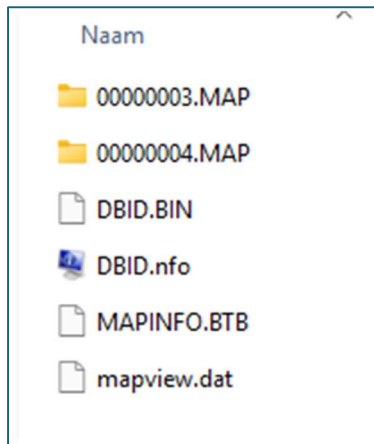 Naam
00000003.MAP
00000004.MAP
DBID.BIN
DBID.nfo
MAPINFO.BTB
mapview.dat